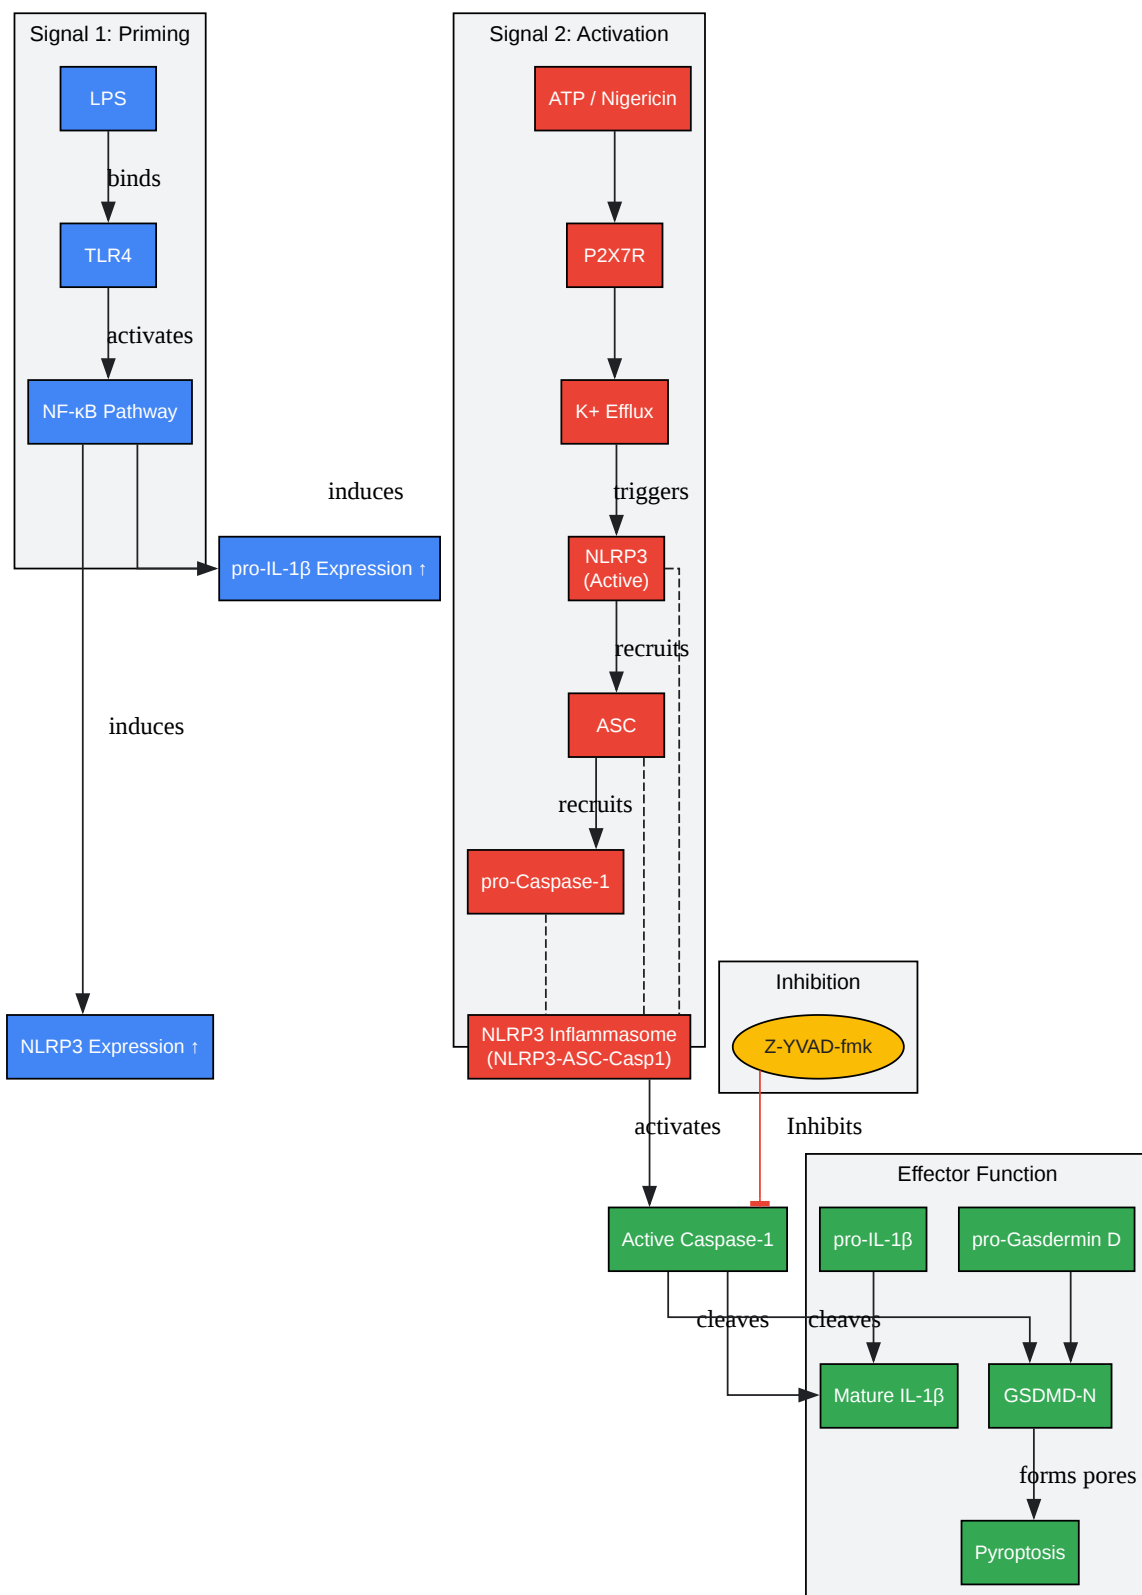 Signal 1: Priming
LPS
binds
TLR4
activates
NF-κB Pathway
induces
pro-IL-1β Expression ↑
induces
NLRP3 Expression ↑
Signal 2: Activation
ATP / Nigericin
P2X7R
K+ Efflux
triggers
NLRP3
(Active)
recruits
ASC
recruits
pro-Caspase-1
NLRP3 Inflammasome
(NLRP3-ASC-Casp1)
activates
Inhibition
Z-YVAD-fmk
Inhibits
Active Caspase-1
cleaves
cleaves
Effector Function
pro-IL-1β
pro-Gasdermin D
Mature IL-1β
GSDMD-N
forms pores
Pyroptosis